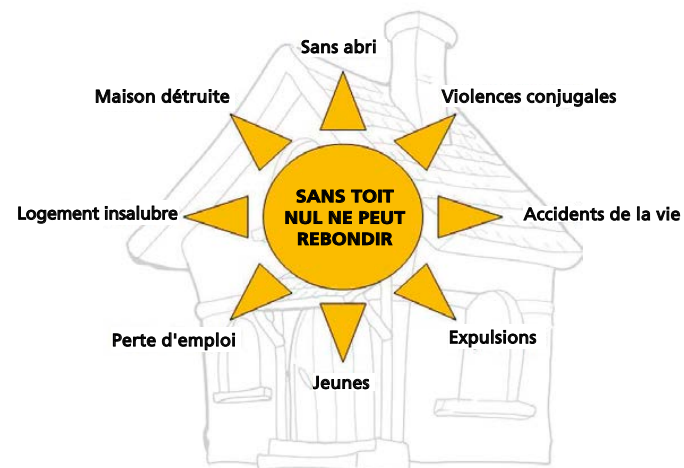 Sans abri
Maison détruite
Violences conjugales
SANS TOIT
NUL NE PEUT
REBONDIR
Logement insalubre
Accidents de la vie
Perte d'emploi
Expulsions
Jeunes